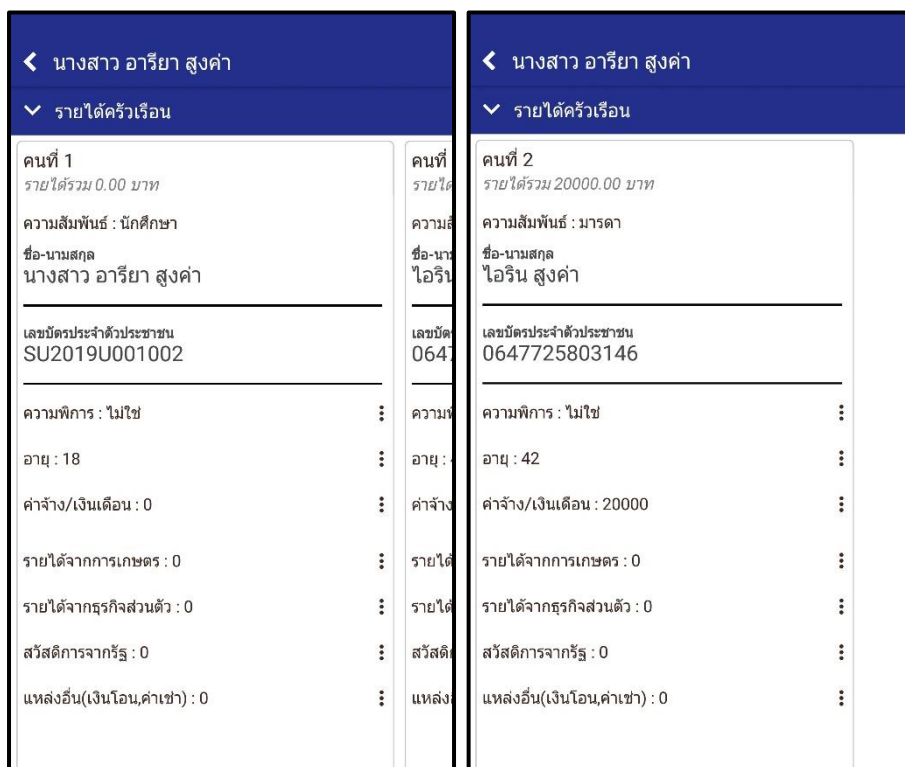 นางสาว อารียา สูงค่า
รายได้ครัวเรือน
คนที่ 1
รายได้รวม 0.00 บาท
ความสัมพันธ์ : นักศึกษา
ชื่อ-นามสกุล
นางสาว อารียา สูงค่า
เลขบัตรประจำตัวประชาชน
SU2019U001002
ความพิการ : ไม่ใช่
อายุ : 18
ค่าจ้าง/เงินเดือน : 0
รายได้จากการเกษตร : 0
รายได้จากธุรกิจส่วนตัว : 0
สวัสดิการจากรัฐ : 0
แหล่งอื่น(เงินโอน,ค่าเช่า) : 0
คนที่
นางสาว อารียา สูงค่า
รายได้ครัวเรือน
คนที่ 2
รายได้รวม 20000.00 บาท
ความสัมพันธ์ : มารดา
ชื่อ-นามสกุล
ไอริน สูงค่า
เลขบัตรประจำตัวประชาชน
0647725803146
ความพิการ : ไม่ใช่
อายุ : 42
ค่าจ้าง/เงินเดือน : 20000
รายได้จากการเกษตร : 0
รายได้จากธุรกิจส่วนตัว : 0
สวัสดิการจากรัฐ : 0
แหล่งอื่น(เงินโอน,ค่าเช่า) : 0